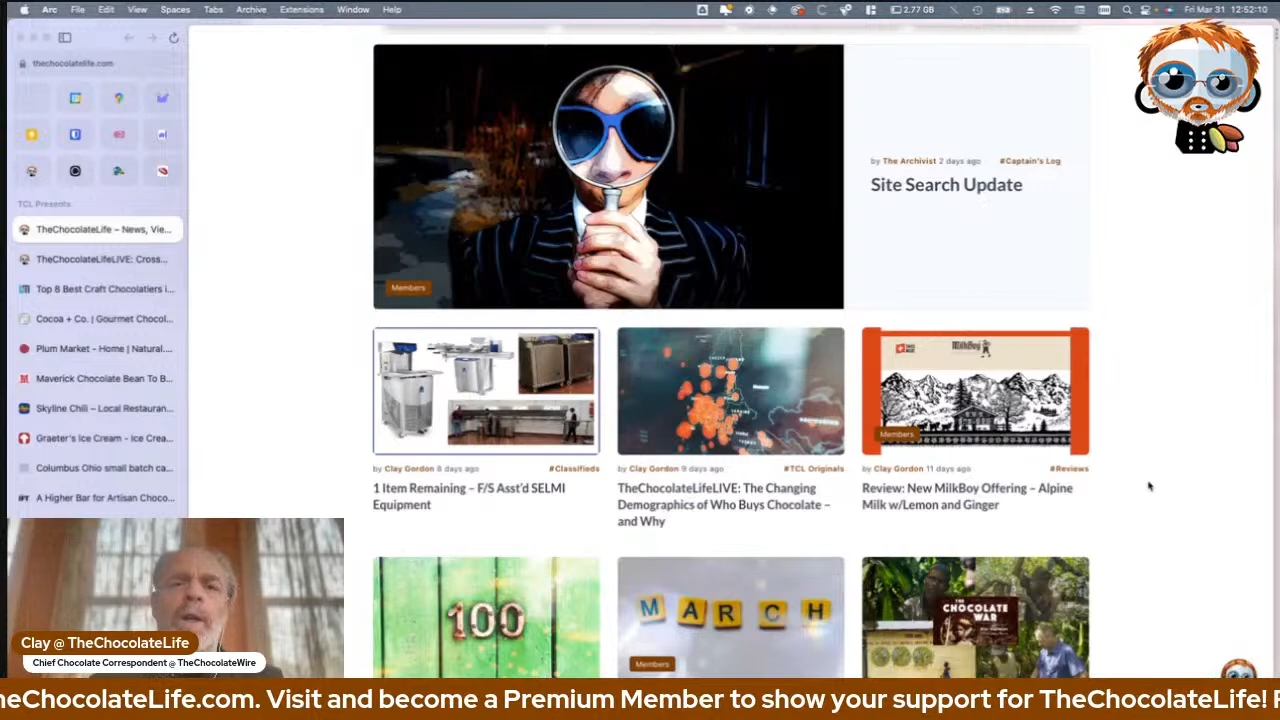 Arc File Edit View Spaces Tabs Archive Extensions Window Help
2.77 GB
Fri Mar 31 12:52:10
thechocolatelife.com
TCL Presents
TheChocolateLife – News, Vie...
TheChocolateLifeLIVE: Cross...
Top 8 Best Craft Chocolatiers i...
Cocoa + Co. | Gourmet Chocol...
Plum Market - Home | Natural....
Maverick Chocolate Bean To B...
Skyline Chili – Local Restauran...
Graeter's Ice Cream - Ice Crea...
Columbus Ohio small batch ca...
A Higher Bar for Artisan Choco...
Members
by The Archivist 2 days ago #Captain's Log
Site Search Update
by Clay Gordon 8 days ago #Classifieds
1 Item Remaining – F/S Asst'd SELMI
Equipment
by Clay Gordon 9 days ago #TCL Originals
TheChocolateLifeLIVE: The Changing
Demographics of Who Buys Chocolate –
and Why
MilkBoy
Members
by Clay Gordon 11 days ago #Reviews
Review: New MilkBoy Offering – Alpine
Milk w/Lemon and Ginger
100
MARCH
Members
THE
CHOCOLATE
WAR
Clay @ TheChocolateLife
Chief Chocolate Correspondent @ TheChocolateWire
heChocolateLife.com. Visit and become a Premium Member to show your support for TheChocolateLife!